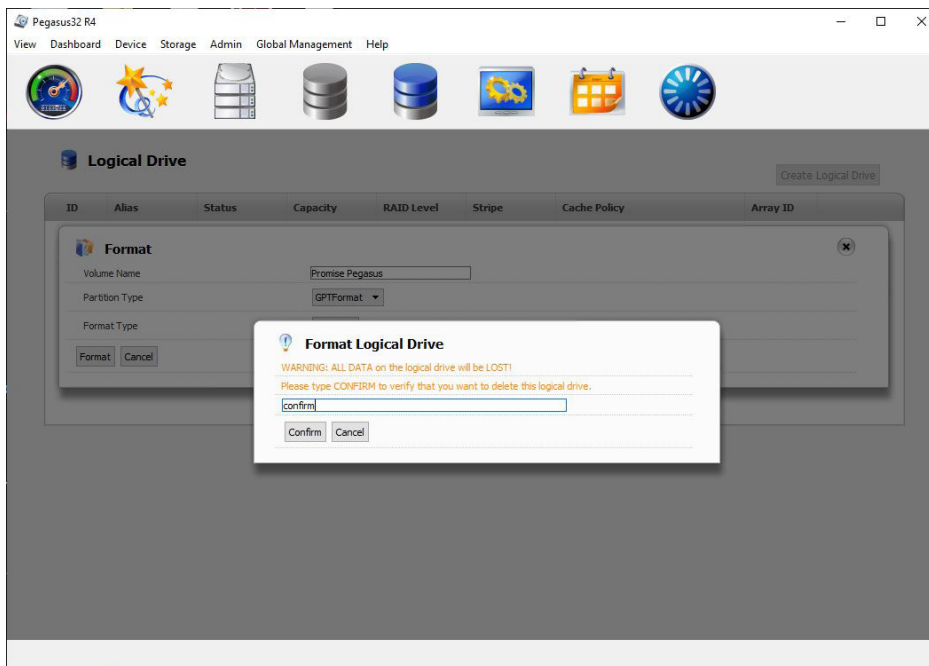 Pegasus32 R4
View Dashboard Device Storage Admin Global Management Help
Logical Drive
Create Logical Drive
ID Alias Status Capacity RAID Level Stripe Cache Policy Array ID
Format
Volume Name Promise Pegasus
Partition Type GPTFormat
Format Type
Format Cancel
Format Logical Drive
WARNING: ALL DATA on the logical drive will be LOST!
Please type CONFIRM to verify that you want to delete this logical drive.
confirm
Confirm Cancel